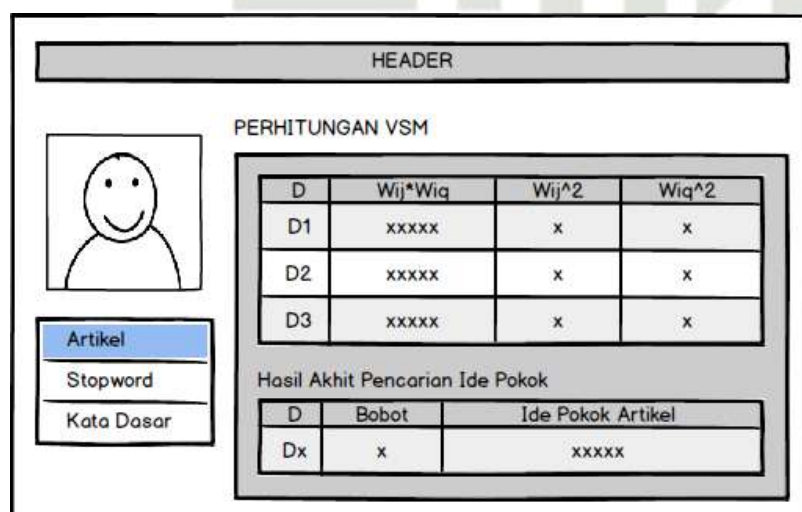 HEADER
PERHITUNGAN VSM
D Wij*Wiq Wij^2 Wiq^2
D1 xxxxx x x
D2 xxxxx x x
D3 xxxxx x x
Artikel
Stopword
Kata Dasar
Hasil Akhit Pencarian Ide Pokok
D Bobot Ide Pokok Artikel
Dx x xxxxx